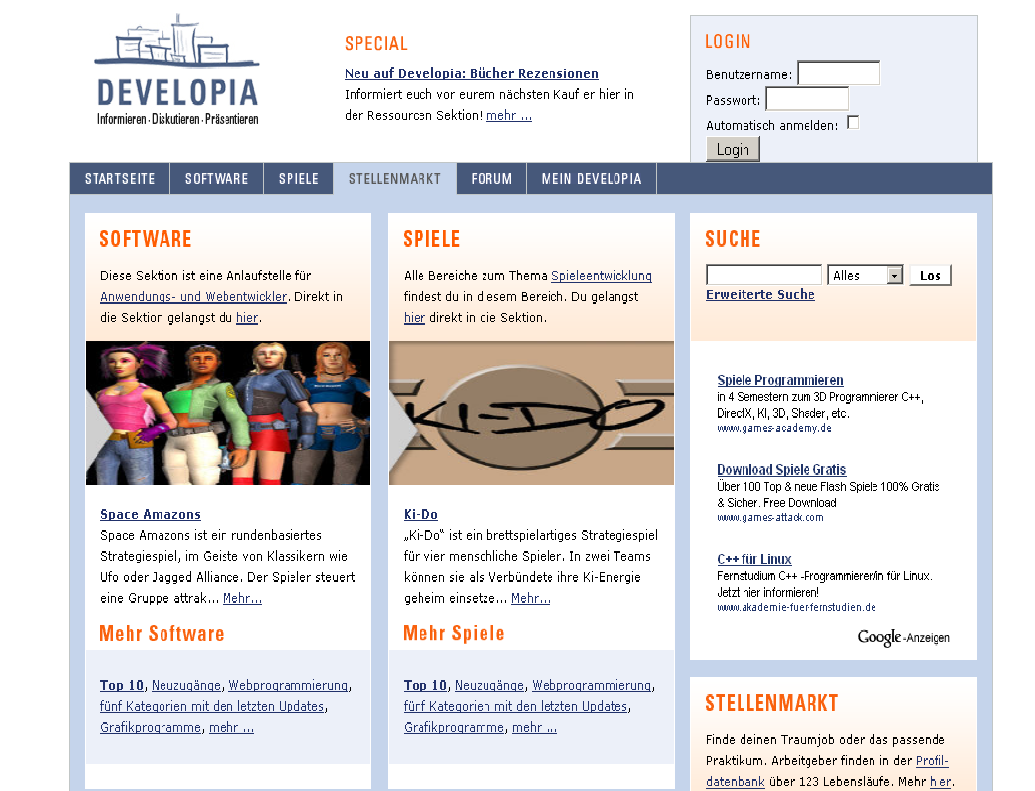 DEVELOPIA
Informieren · Diskutieren · Präsentieren
SPECIAL
Neu auf Developia: Bücher Rezensionen
Informiert euch vor eurem nächsten Kauf er hier in
der Ressourcen Sektion! mehr ...
LOGIN
Benutzername:
Passwort:
Automatisch anmelden:
Login
STARTSEITE SOFTWARE SPIELE STELLENMARKT FORUM MEIN DEVELOPIA
SOFTWARE
Diese Sektion ist eine Anlaufstelle für
Anwendungs- und Webentwickler. Direkt in
die Sektion gelangst du hier.
Space Amazons
Space Amazons ist ein rundenbasiertes
Strategiespiel, im Geiste von Klassikern wie
Ufo oder Jagged Alliance. Der Spieler steuert
eine Gruppe attrak... Mehr...
Mehr Software
Top 10, Neuzugänge, Webprogrammierung,
fünf Kategorien mit den letzten Updates,
Grafikprogramme, mehr ...
SPIELE
Alle Bereiche zum Thema Spieleentwicklung
findest du in diesem Bereich. Du gelangst
hier direkt in die Sektion.
KI-DO
Ki-Do
„Ki-Do“ ist ein brettspielartiges Strategiespiel
für vier menschliche Spieler. In zwei Teams
können sie als Verbündete ihre Ki-Energie
geheim einsetze... Mehr...
Mehr Spiele
Top 10, Neuzugänge, Webprogrammierung,
fünf Kategorien mit den letzten Updates,
Grafikprogramme, mehr ...
SUCHE
Alles Los
Erweiterte Suche
Spiele Programmieren
in 4 Semestern zum 3D Programmierer C++,
DirectX, KI, 3D, Shader, etc.
www.games-academy.de
Download Spiele Gratis
Über 100 Top & neue Flash Spiele 100% Gratis
& Sicher. Free Download
www.games-attack.com
C++ für Linux
Fernstudium C++ -Programmierer/in für Linux.
Jetzt hier informieren!
www.akademie-fuer-fernstudien.de
Google-Anzeigen
STELLENMARKT
Finde deinen Traumjob oder das passende
Praktikum. Arbeitgeber finden in der Profil-
datenbank über 123 Lebensläufe. Mehr hier.